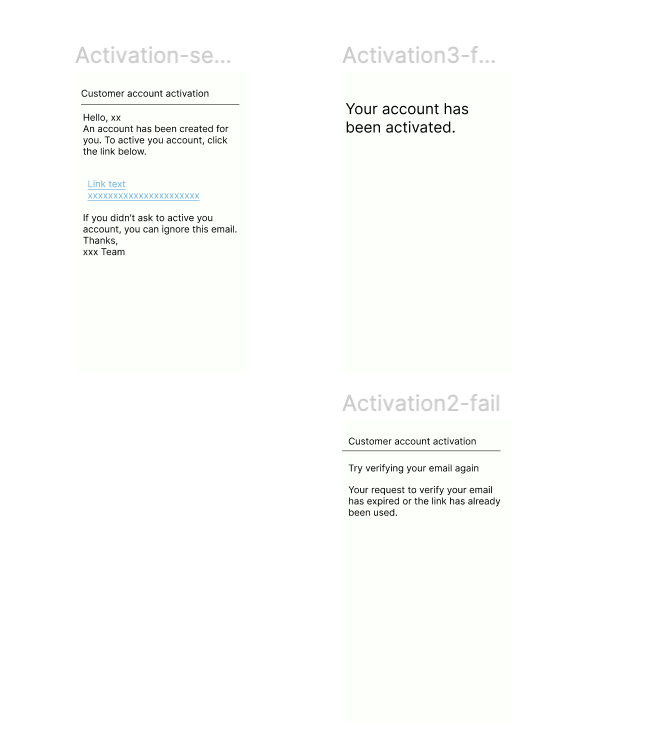 Activation-se...
Customer account activation
Hello, xx
An account has been created for
you. To active you account, click
the link below.
Link text
xxxxxxxxxxxxxxxxxxxxxx
If you didn't ask to active you
account, you can ignore this email.
Thanks,
xxx Team
Activation3-f...
Your account has
been activated.
Activation2-fail
Customer account activation
Try verifying your email again
Your request to verify your email
has expired or the link has already
been used.